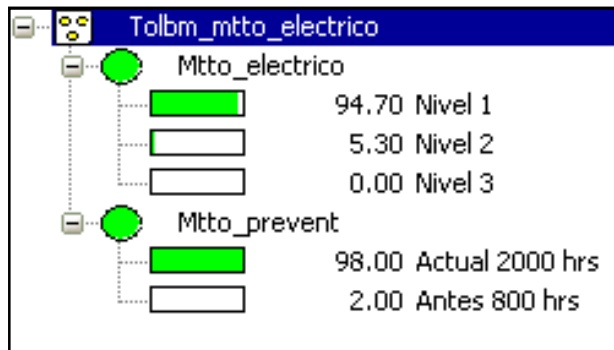 Tolbm_mtto_electrico
Mtto_electrico
94.70 Nivel 1
5.30 Nivel 2
0.00 Nivel 3
Mtto_prevent
98.00 Actual 2000 hrs
2.00 Antes 800 hrs